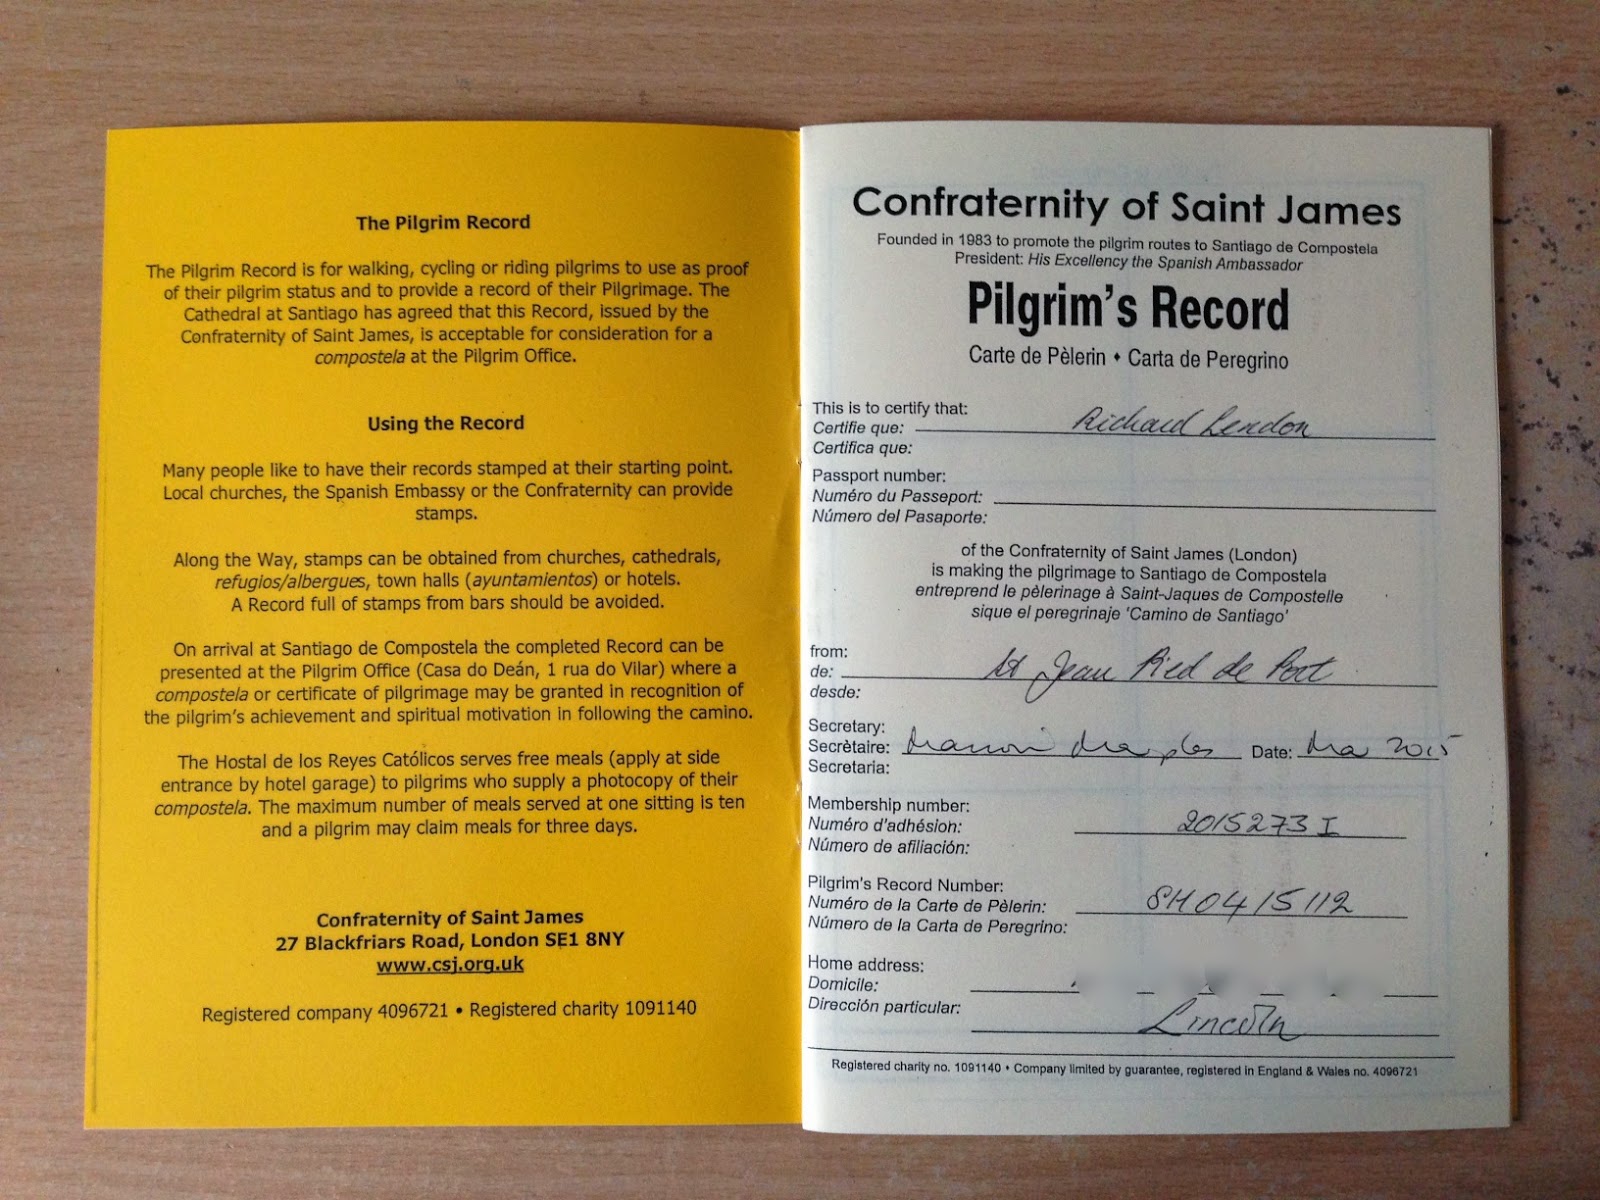 The Pilgrim Record
The Pilgrim Record is for walking, cycling or riding pilgrims to use as proof
of their pilgrim status and to provide a record of their Pilgrimage. The
Cathedral at Santiago has agreed that this Record, issued by the
Confraternity of Saint James, is acceptable for consideration for a
compostela at the Pilgrim Office.
Using the Record
Many people like to have their records stamped at their starting point.
Local churches, the Spanish Embassy or the Confraternity can provide
stamps.
Along the Way, stamps can be obtained from churches, cathedrals,
refugios/albergues, town halls (ayuntamientos) or hotels.
A Record full of stamps from bars should be avoided.
On arrival at Santiago de Compostela the completed Record can be
presented at the Pilgrim Office (Casa do Deán, 1 rua do Vilar) where a
compostela or certificate of pilgrimage may be granted in recognition of
the pilgrim's achievement and spiritual motivation in following the camino.
The Hostal de los Reyes Católicos serves free meals (apply at side
entrance by hotel garage) to pilgrims who supply a photocopy of their
compostela. The maximum number of meals served at one sitting is ten
and a pilgrim may claim meals for three days.
Confraternity of Saint James
27 Blackfriars Road, London SE1 8NY
www.csj.org.uk
Registered company 4096721 • Registered charity 1091140
Confraternity of Saint James
Founded in 1983 to promote the pilgrim routes to Santiago de Compostela
President: His Excellency the Spanish Ambassador
Pilgrim's Record
Carte de Pèlerin • Carta de Peregrino
This is to certify that:
Certifie que: Richard Lendon
Certifica que:
Passport number:
Numéro du Passeport:
Número del Pasaporte:
of the Confraternity of Saint James (London)
is making the pilgrimage to Santiago de Compostela
entreprend le pèlerinage à Saint-Jaques de Compostelle
sique el peregrinaje 'Camino de Santiago'
from:
de: St Jean Pied de Port
desde:
Secretary:
Secrètaire: Marion Marples Date: 2015
Secretaria:
Membership number:
Numéro d'adhésioh: 2015273 I
Número de afiliación:
Pilgrim's Record Number:
Numéro de la Carte de Pèlerin: SH04/5112
Número de la Carta de Peregrino:
Home address:
Domicile:
Dirección particular:
Lincoln
Registered charity no. 1091140 • Company limited by guarantee, registered in England & Wales no. 4096721